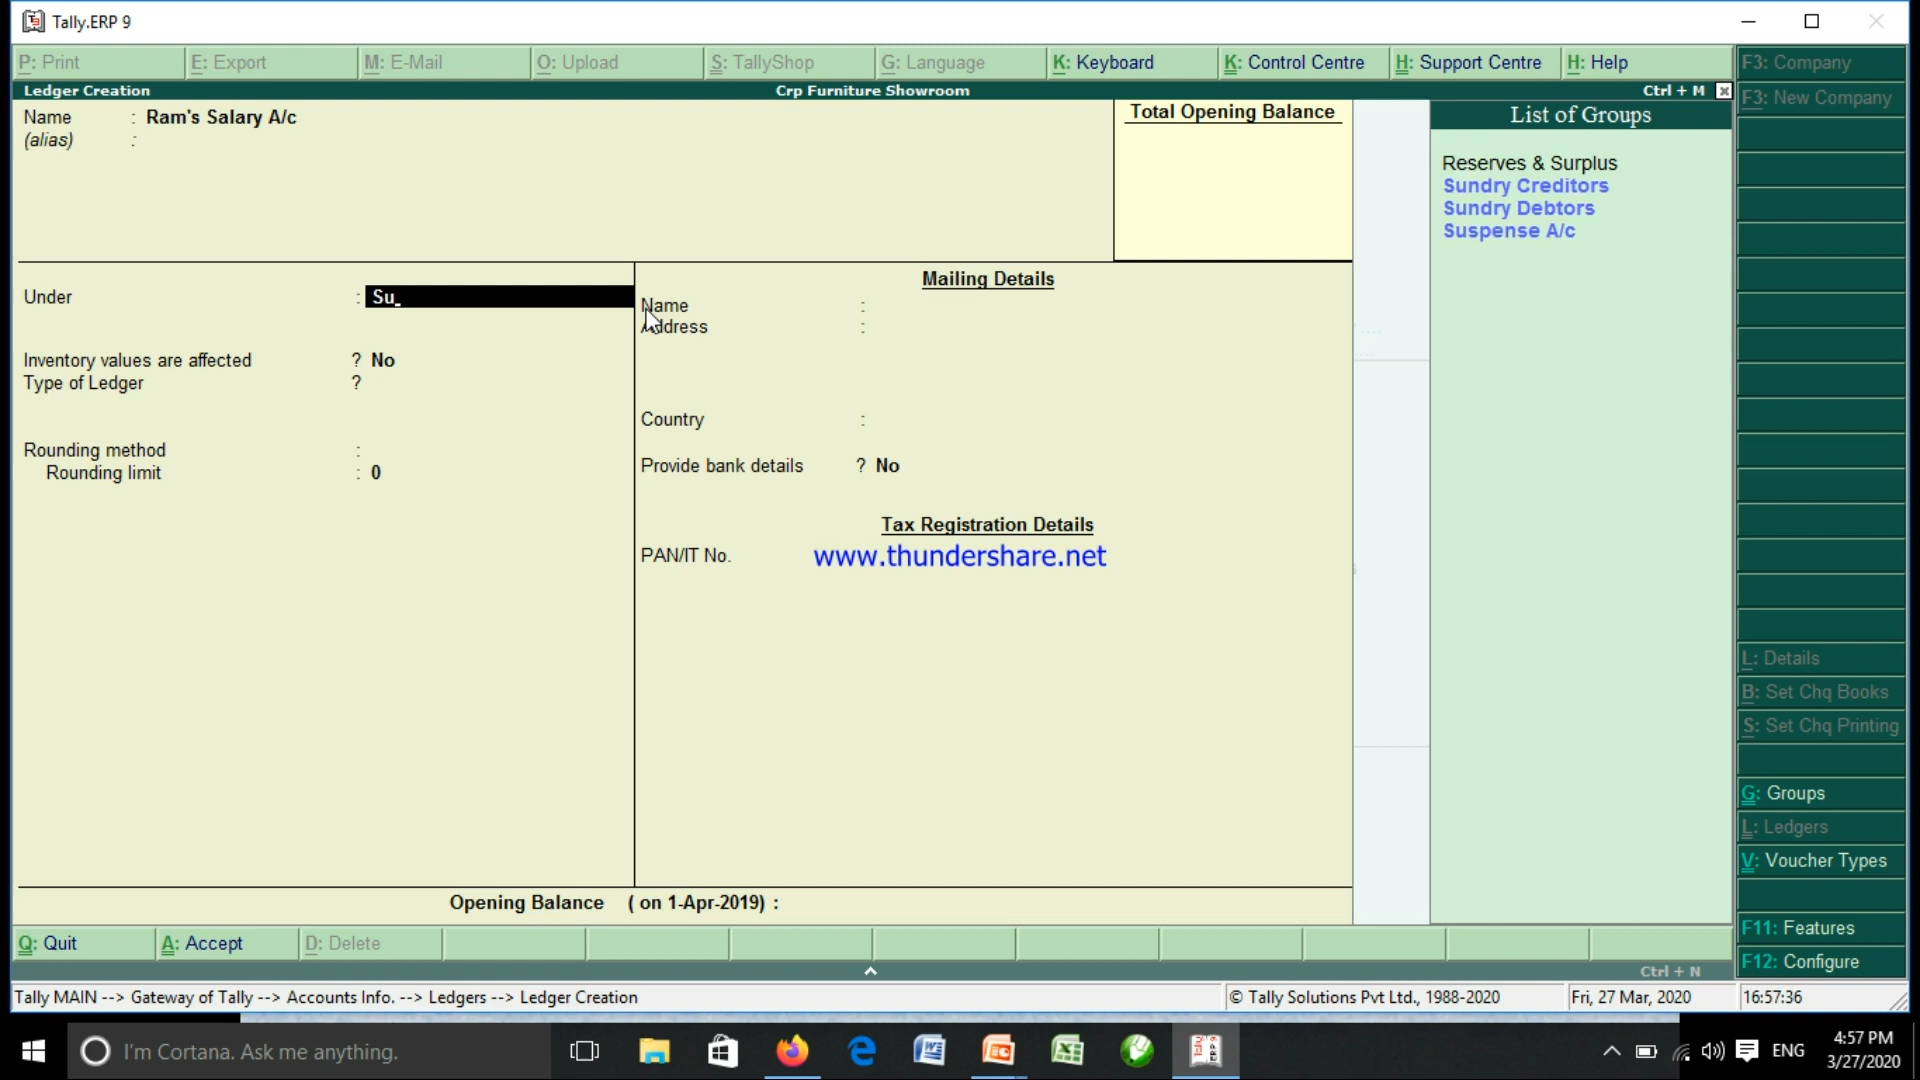 Tally.ERP 9
P: Print E: Export M: E-Mail O: Upload S: TallyShop G: Language K: Keyboard K: Control Centre H: Support Centre H: Help F3: Company
Ledger Creation Crp Furniture Showroom Ctrl + M
F3: New Company
Name : Ram's Salary A/c
(alias) :
Total Opening Balance
List of Groups
Reserves & Surplus
Sundry Creditors
Sundry Debtors
Suspense A/c
Under : Su_
Inventory values are affected ? No
Type of Ledger ?
Rounding method :
Rounding limit : 0
Mailing Details
Name :
Address :
Country :
Provide bank details ? No
Tax Registration Details
PAN/IT No.
www.thundershare.net
L: Details
B: Set Chq Books
S: Set Chq Printing
G: Groups
L: Ledgers
V: Voucher Types
F11: Features
F12: Configure
Opening Balance ( on 1-Apr-2019) :
Q: Quit A: Accept D: Delete
Ctrl + N
Tally MAIN --> Gateway of Tally --> Accounts Info. --> Ledgers --> Ledger Creation © Tally Solutions Pvt Ltd., 1988-2020 Fri, 27 Mar, 2020 16:57:36
I'm Cortana. Ask me anything. ENG 4:57 PM
3/27/2020